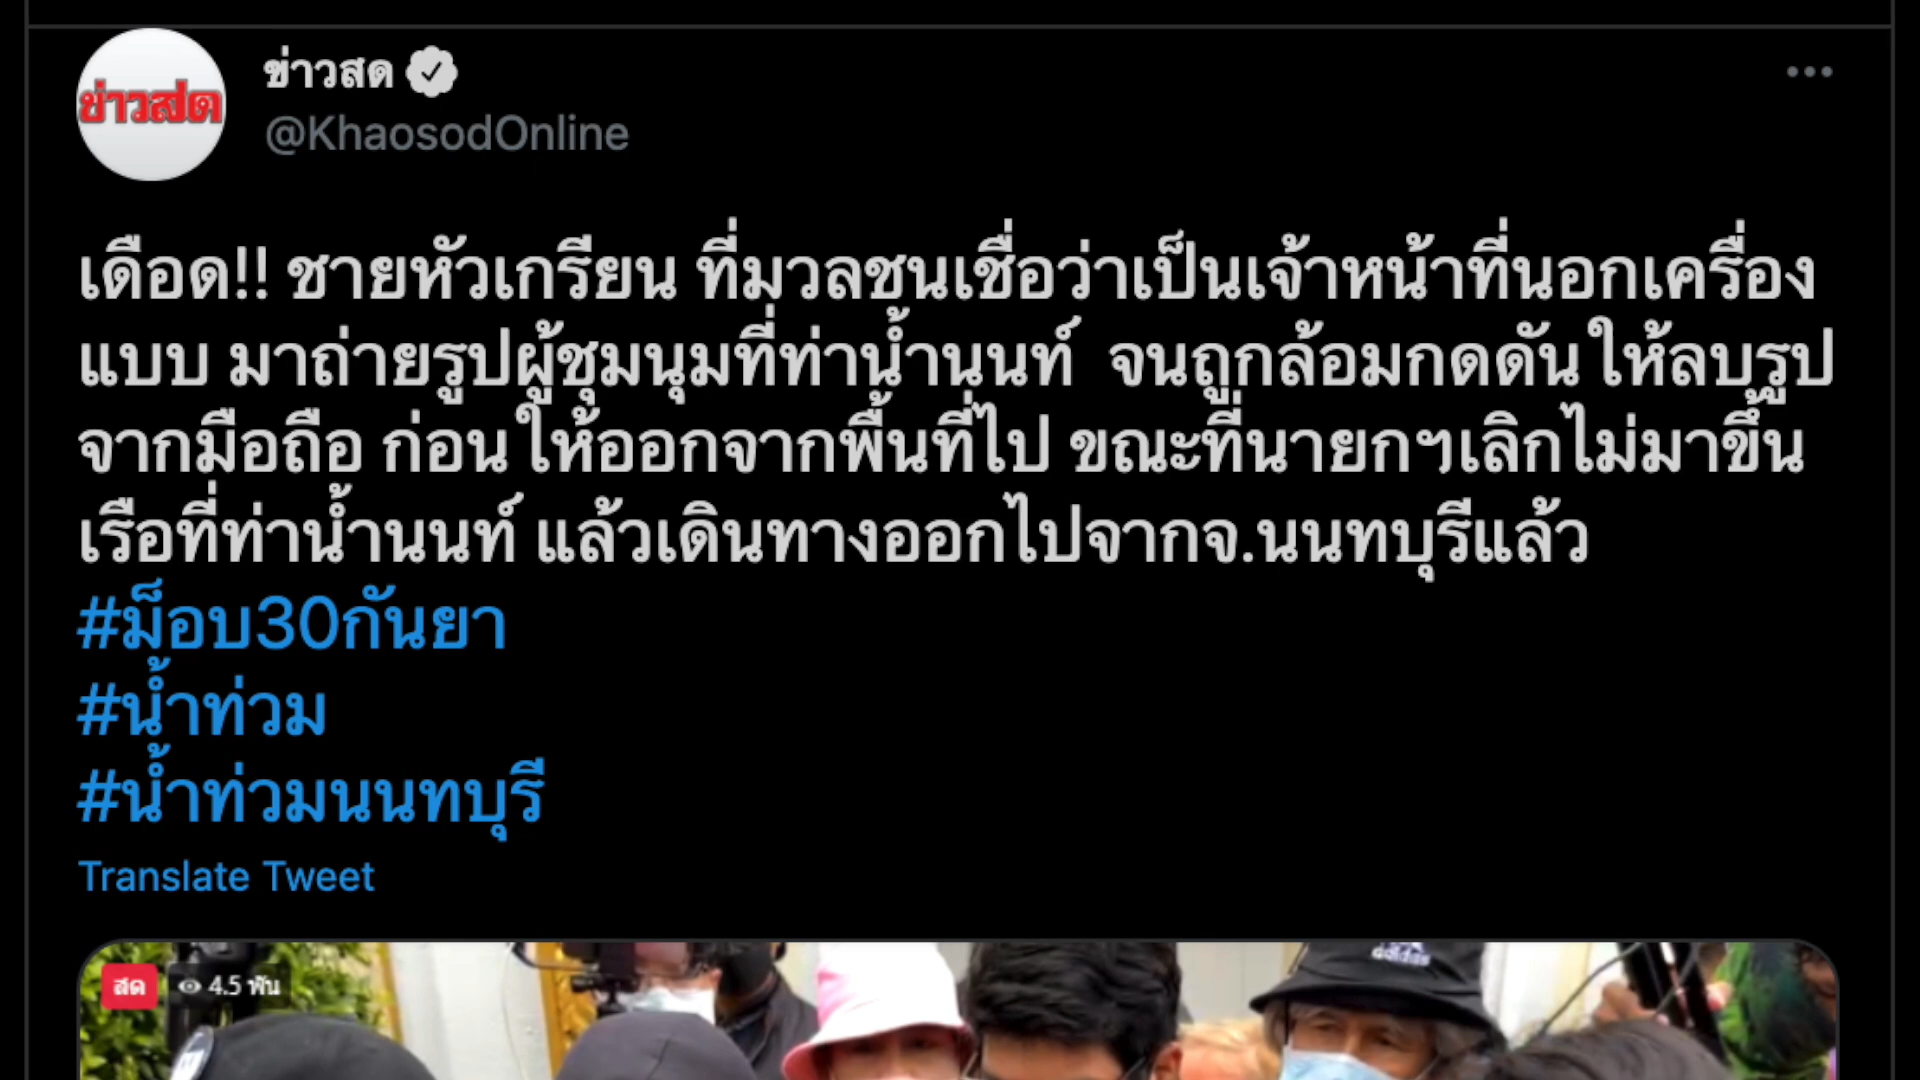 ข่าวสด
ข่าวสด
@KhaosodOnline
เดือด!! ชายหัวเกรียน ที่มวลชนเชื่อว่าเป็นเจ้าหน้าที่นอกเครื่อง
แบบ มาถ่ายรูปผู้ชุมนุมที่ท่าน้ำนนท์  จนถูกล้อมกดดันให้ลบรูป
จากมือถือ ก่อนให้ออกจากพื้นที่ไป ขณะที่นายกฯเลิกไม่มาขึ้น
เรือที่ท่าน้ำนนท์ แล้วเดินทางออกไปจากจ.นนทบุรีแล้ว
#ม็อบ30กันยา
#น้ำท่วม
#น้ำท่วมนนทบุรี
Translate Tweet
สด 4.5 พัน
adidas